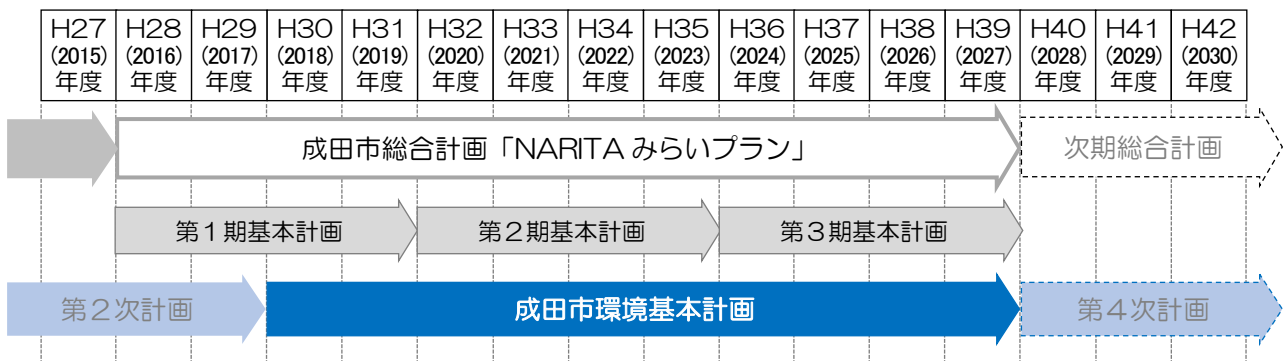 H27 H28 H29 H30 H31 H32 H33 H34 H35 H36 H37 H38 H39 H40 H41 H42
(2015) (2016) (2017) (2018) (2019) (2020) (2021) (2022) (2023) (2024) (2025) (2026) (2027) (2028) (2029) (2030)
年度 年度 年度 年度 年度 年度 年度 年度 年度 年度 年度 年度 年度 年度 年度 年度
成田市総合計画「NARITAみらいプラン」 次期総合計画
第1期基本計画 第2期基本計画 第3期基本計画
第2次計画 成田市環境基本計画 第4次計画